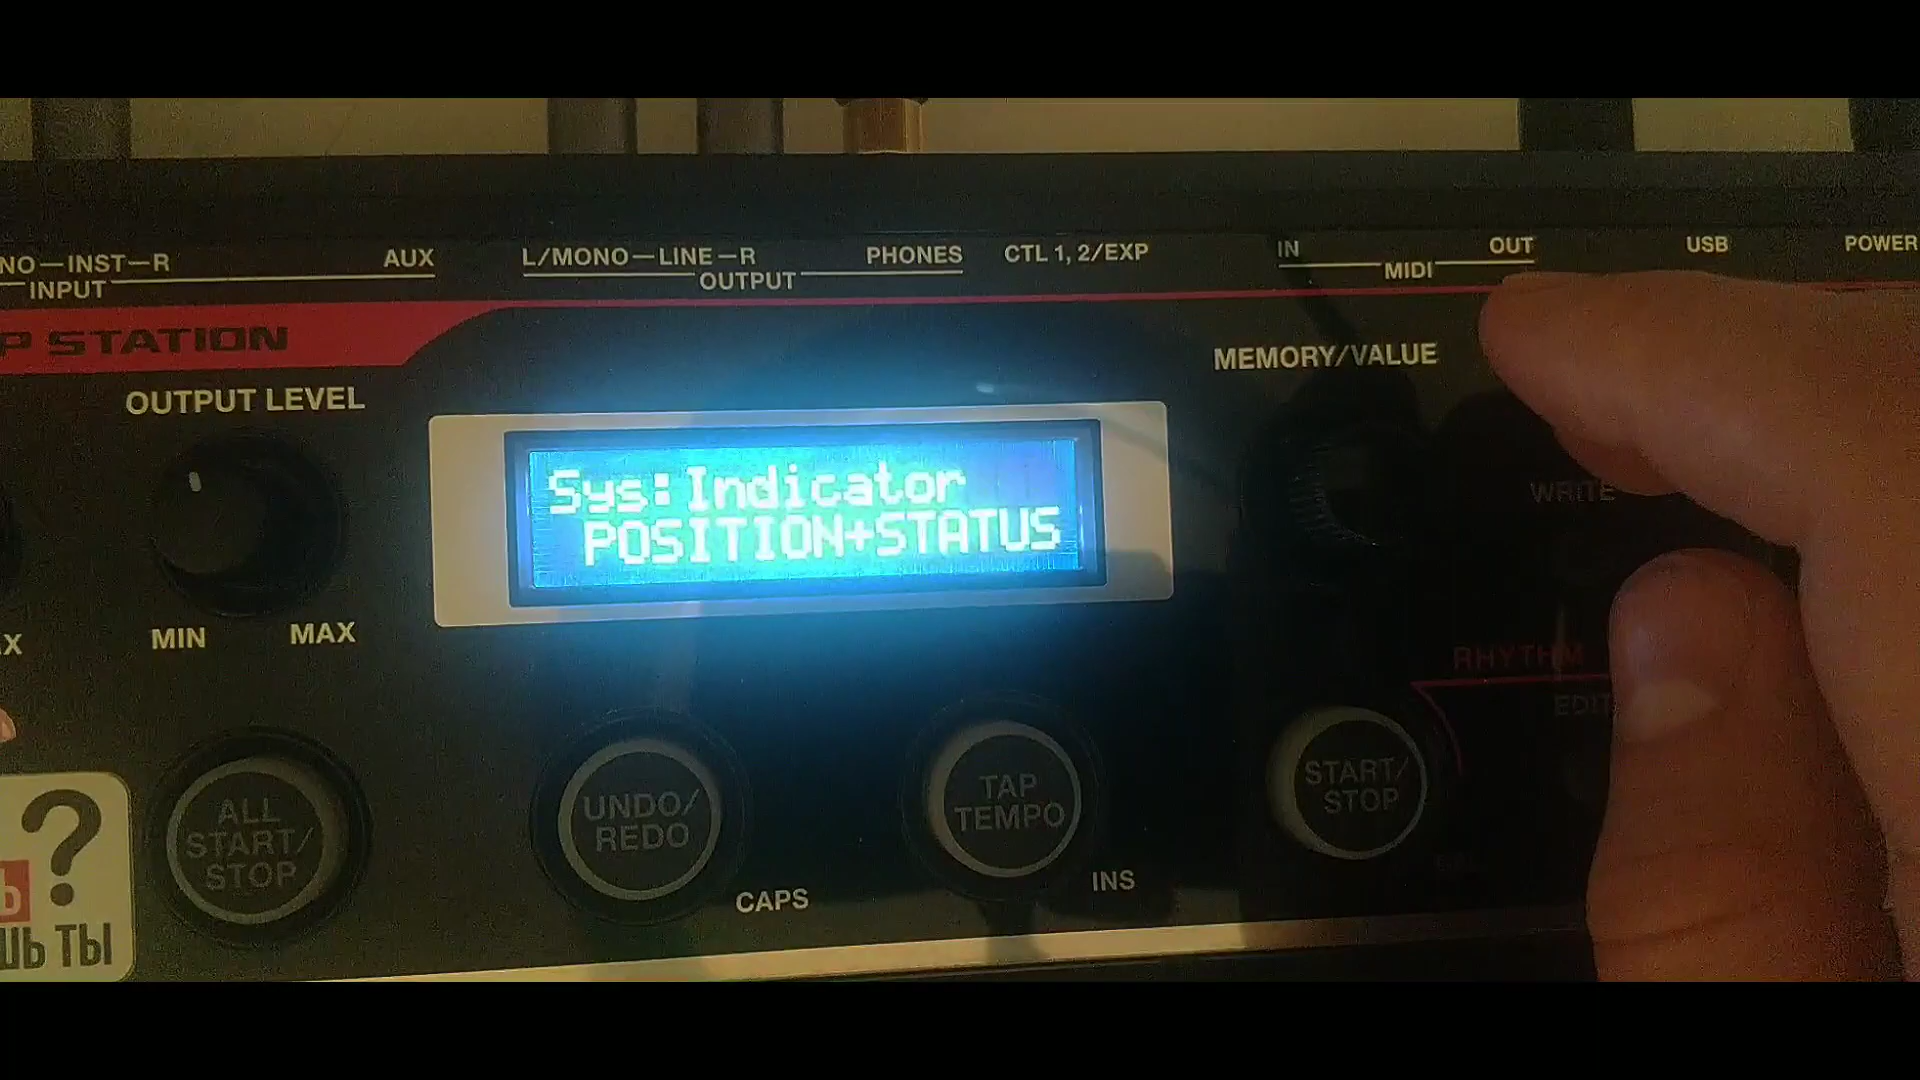 NO—INST—R
INPUT
AUX
L/MONO—LINE—R
OUTPUT
PHONES
CTL 1, 2/EXP
IN
MIDI
OUT
USB
POWER
P STATION
OUTPUT LEVEL
MIN
MAX
Sys:Indicator
POSITION+STATUS
MEMORY/VALUE
WRITE
RHYTHM
EDIT
ALL
START/
STOP
UNDO/
REDO
CAPS
TAP
TEMPO
INS
START/
STOP
?
Ь
ШЬ ТЫ